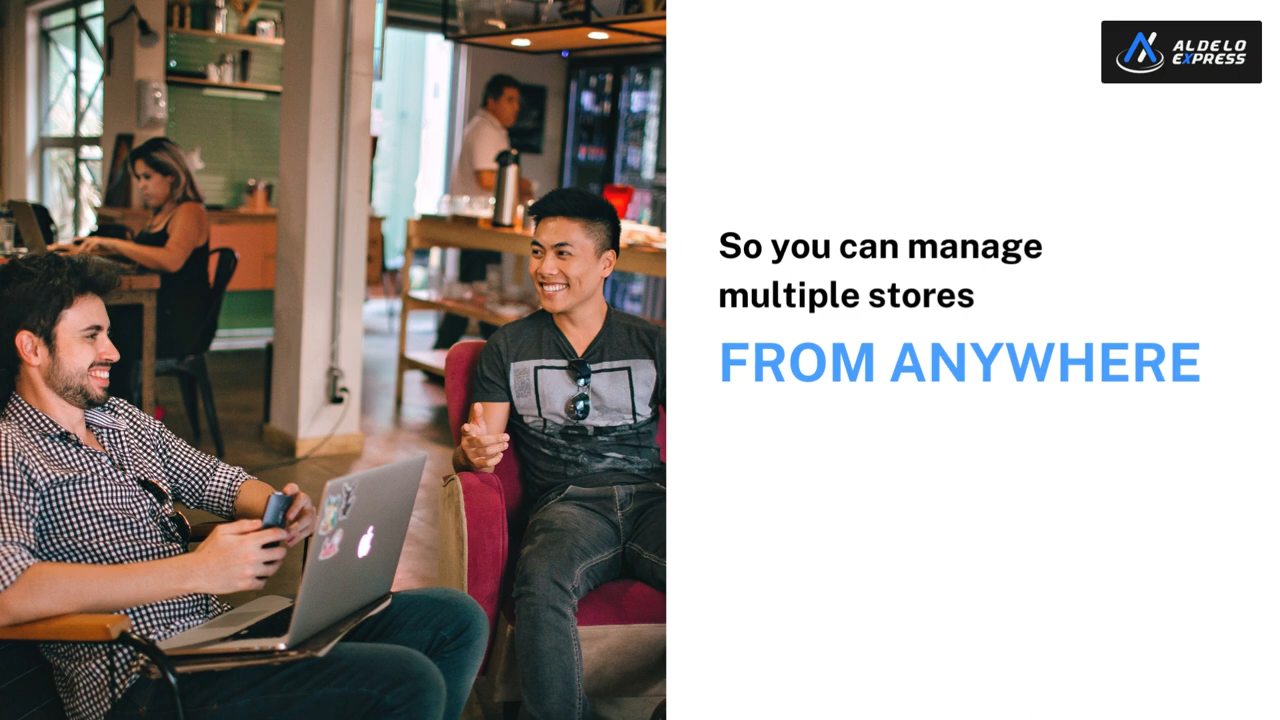 ALDELO
EXPRESS
So you can manage
multiple stores
FROM ANYWHERE